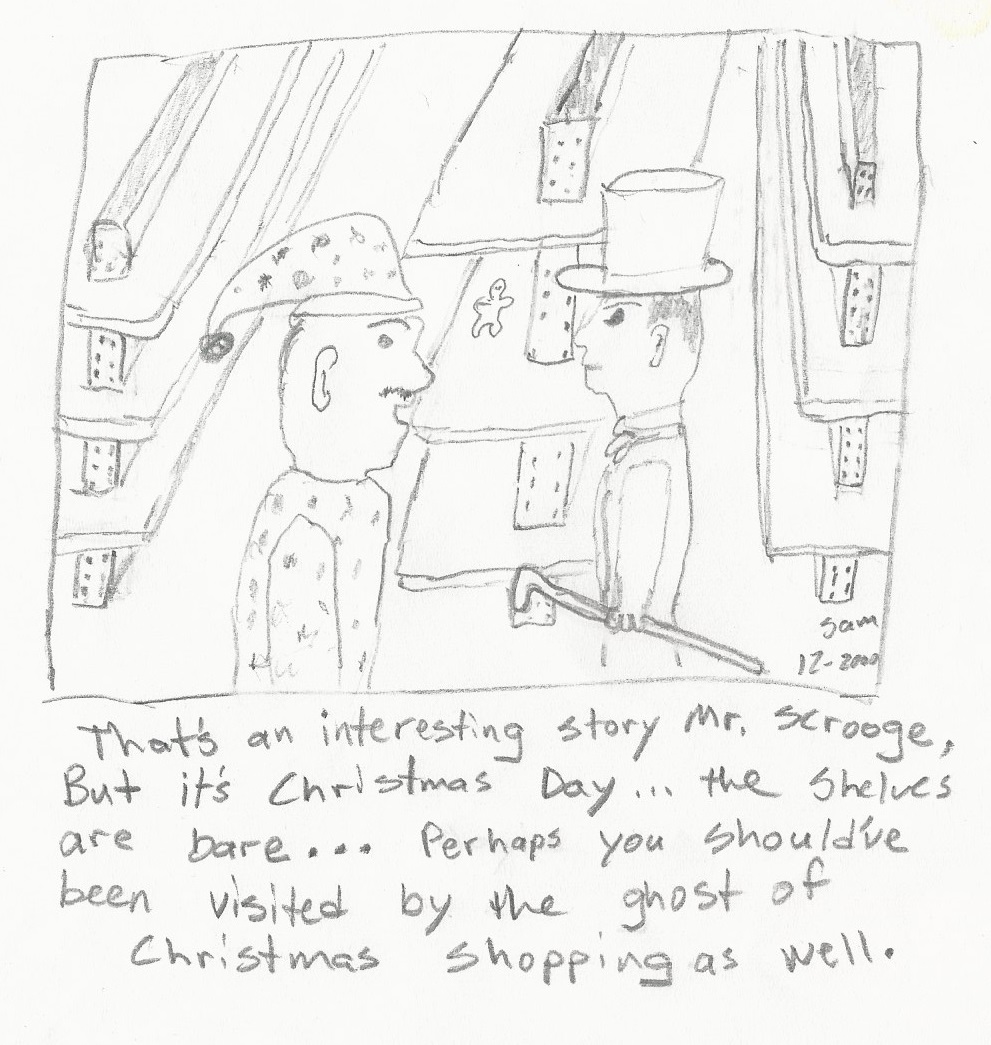 Sam
12-2000
That's an interesting story Mr. Scrooge,
But it's Christmas Day... the Shelves
are bare... Perhaps you should've
been visited by the ghost of
Christmas shopping as well.